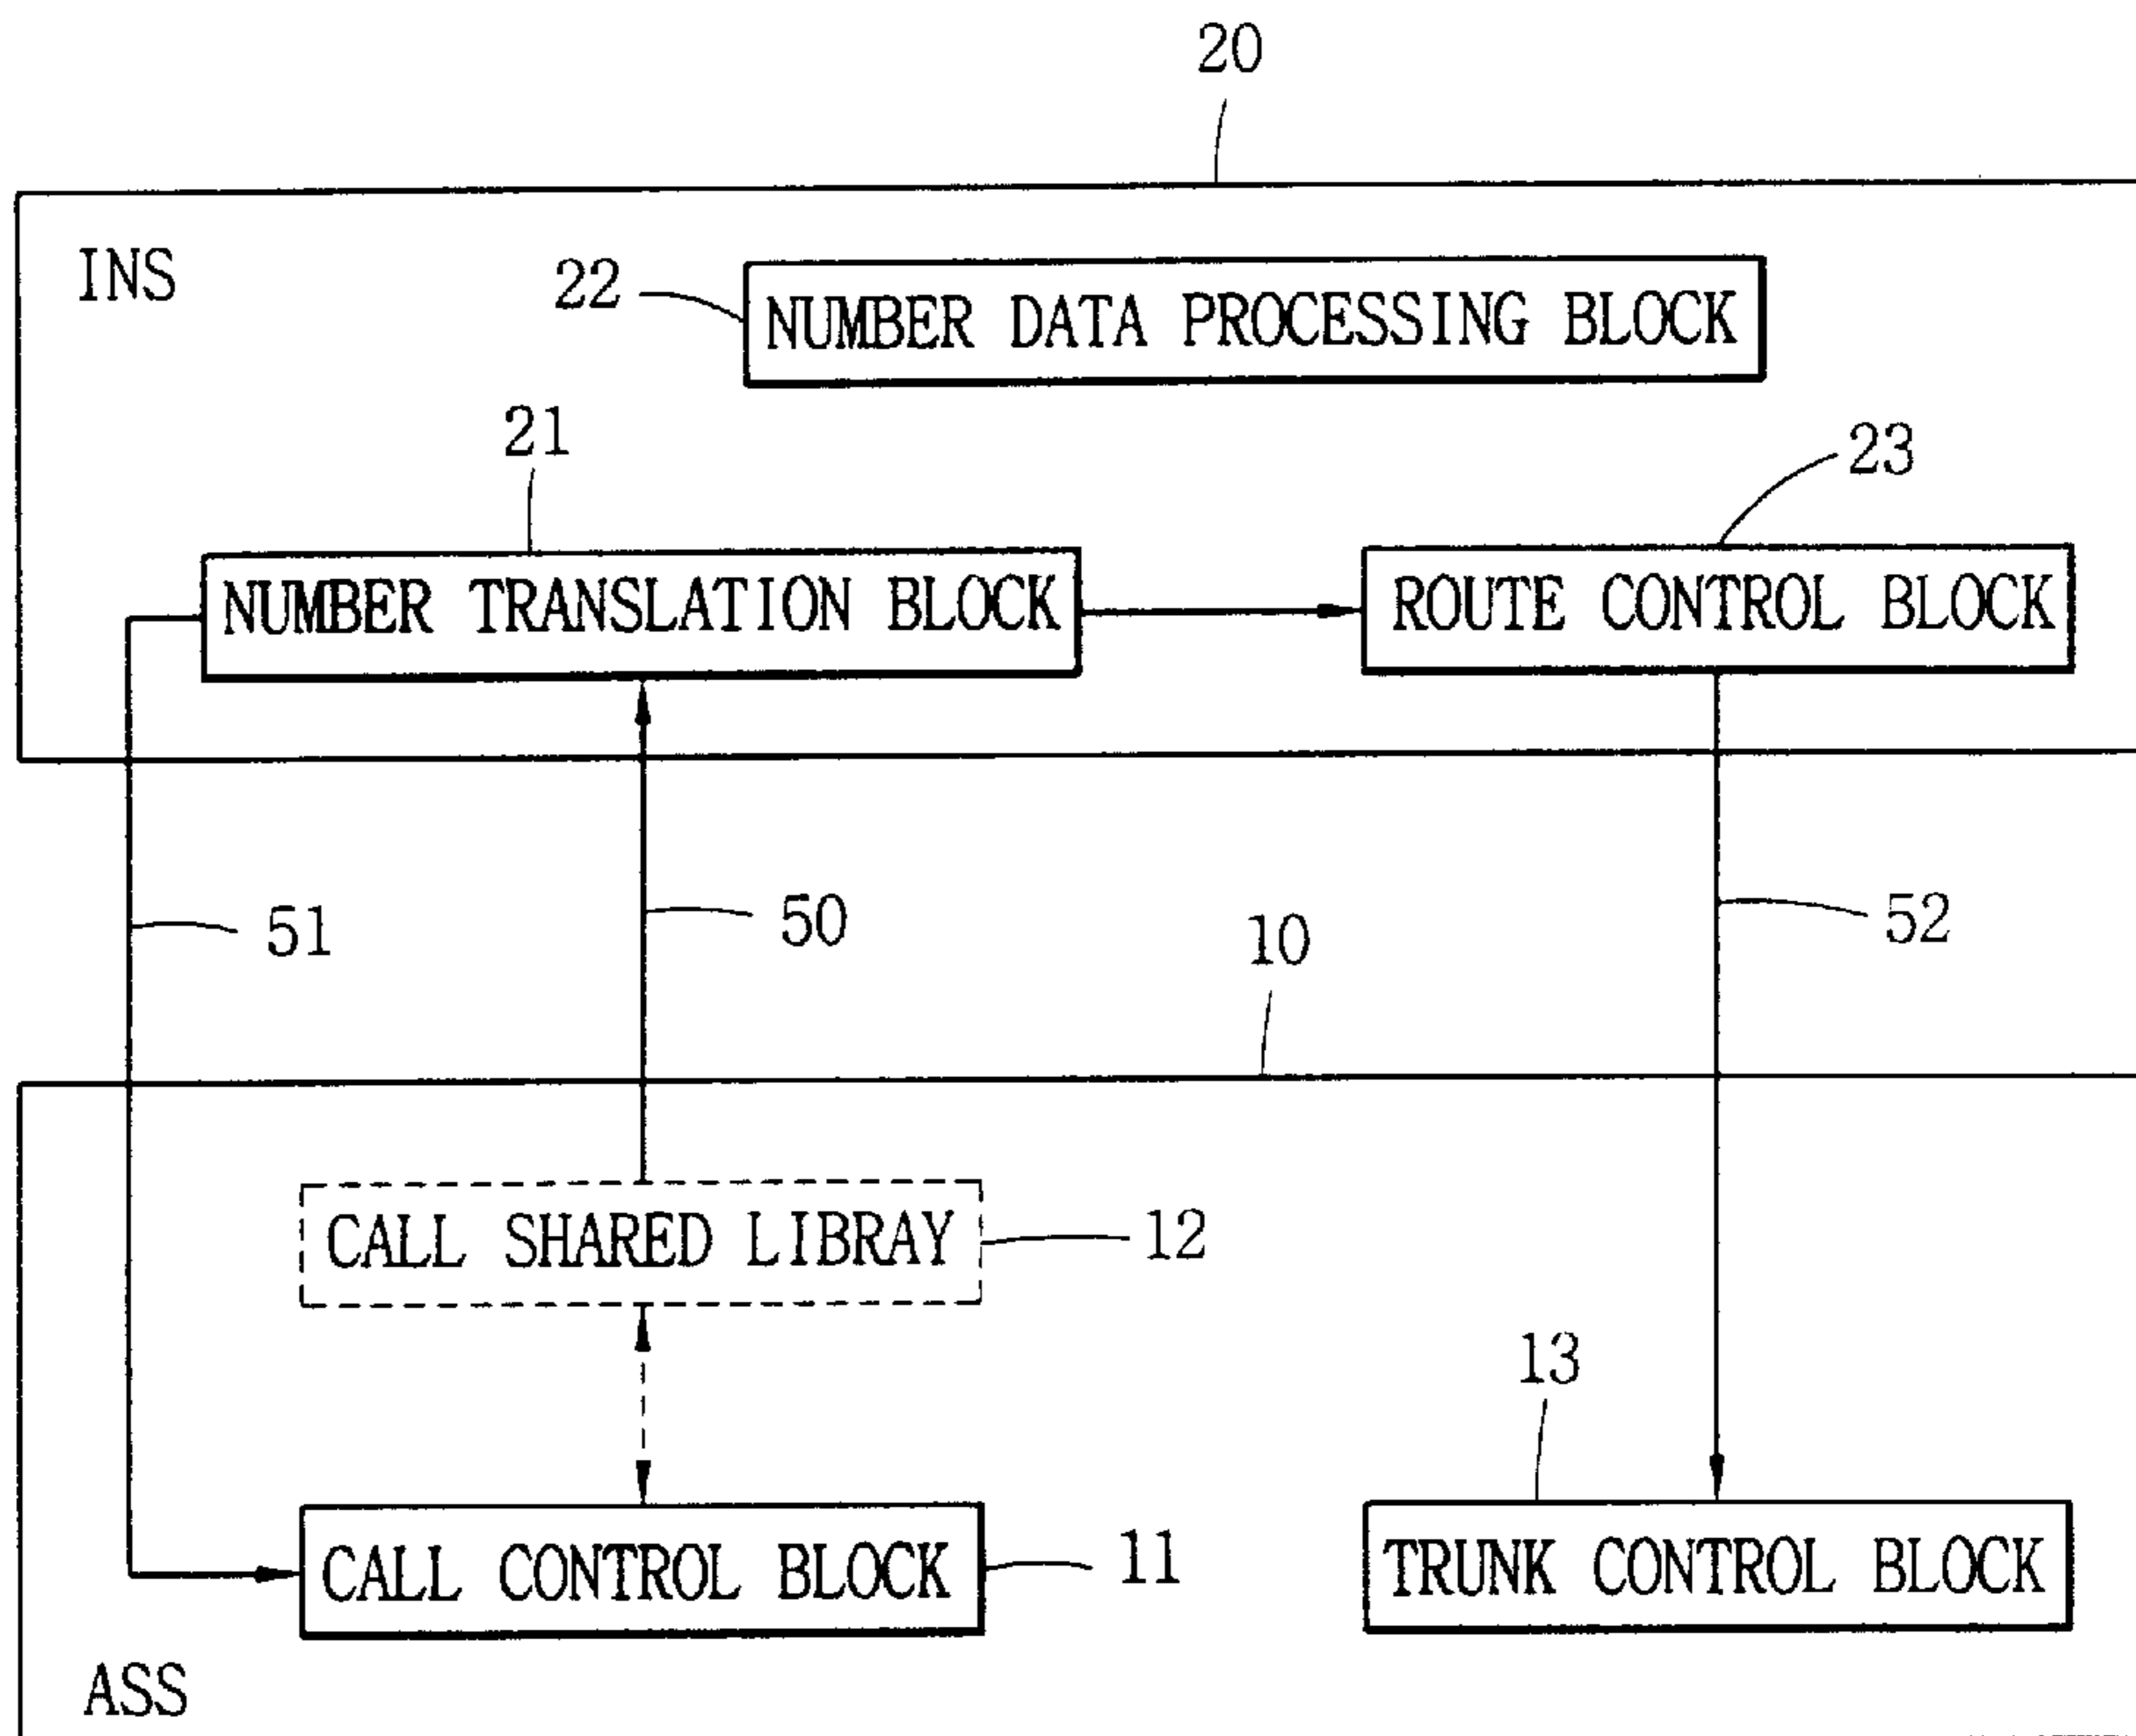 20
INS
22
NUMBER DATA PROCESSING BLOCK
21
23
NUMBER TRANSLATION BLOCK
ROUTE CONTROL BLOCK
51
50
10
52
CALL SHARED LIBRAY
12
13
CALL CONTROL BLOCK
11
TRUNK CONTROL BLOCK
ASS